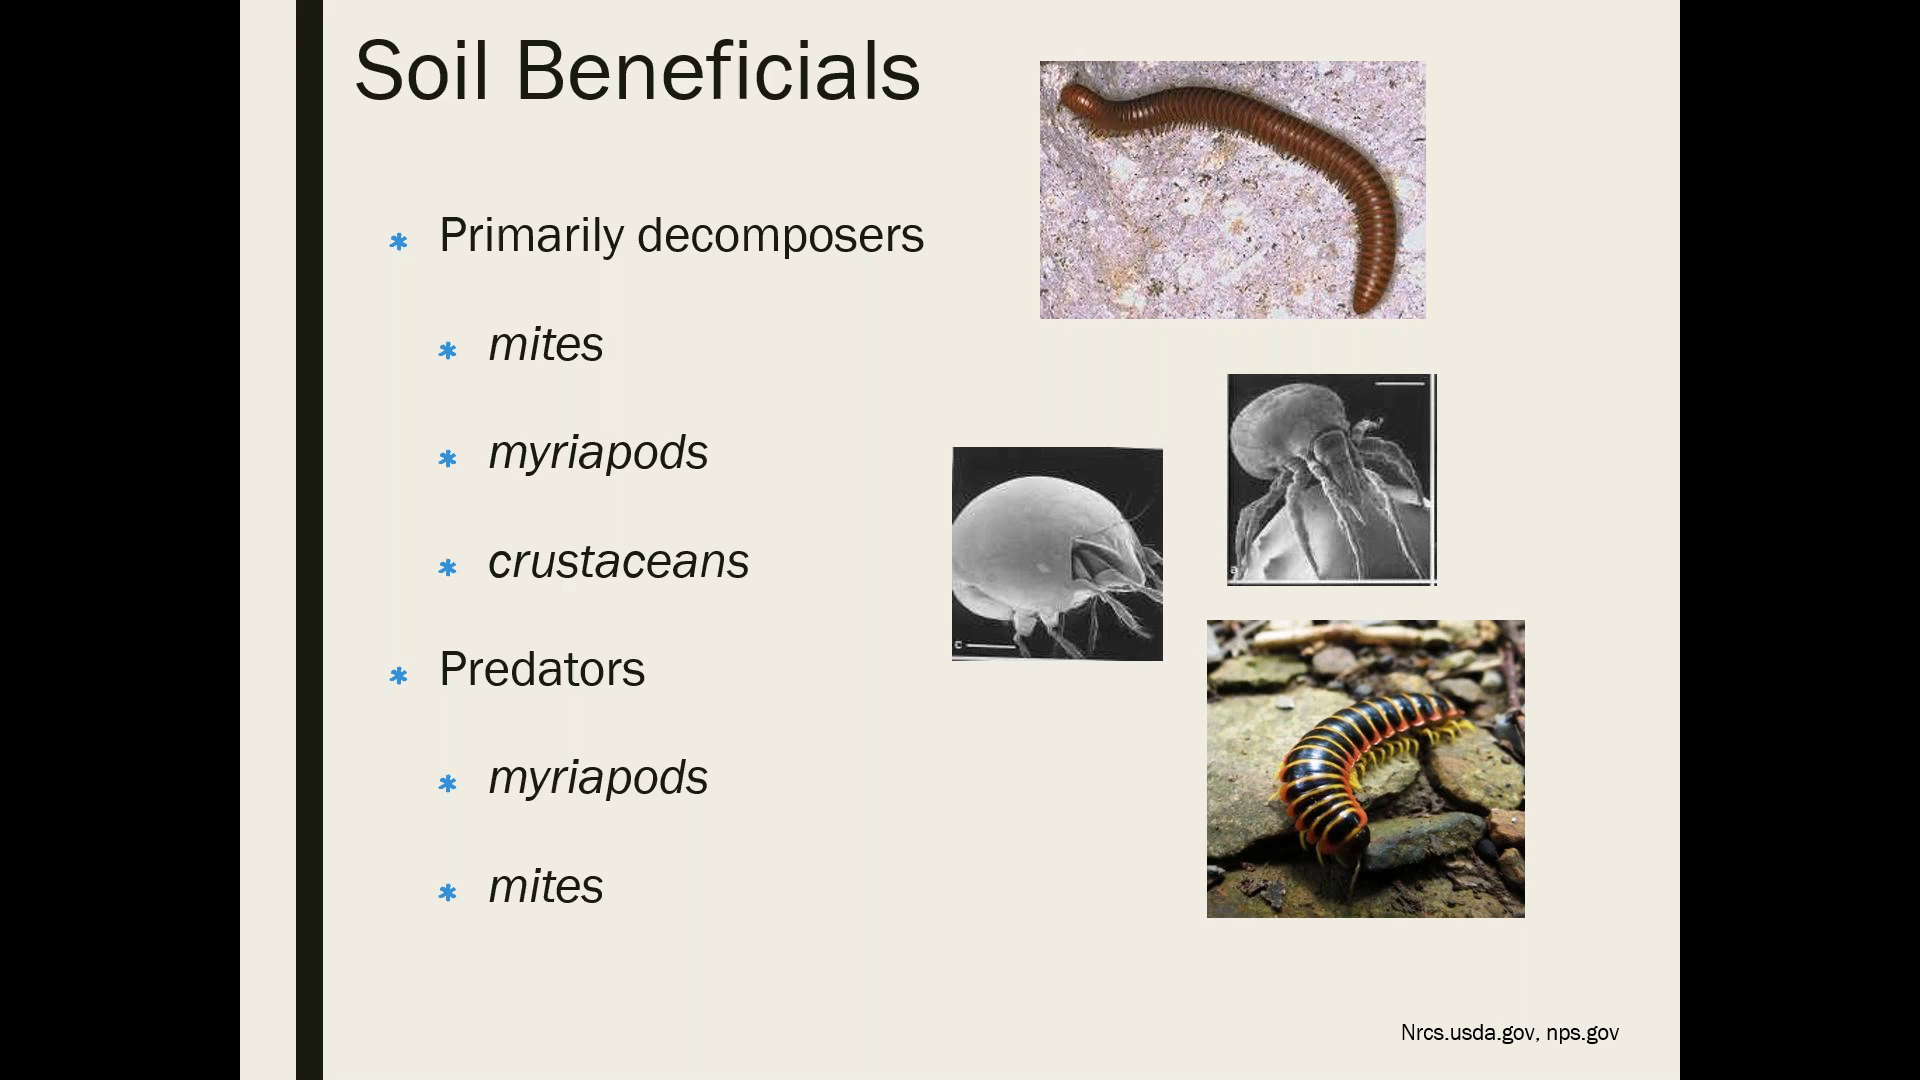 Soil Beneficials
* Primarily decomposers
* mites
* myriapods
* crustaceans
* Predators
* myriapods
* mites
c
a
Nrcs.usda.gov, nps.gov